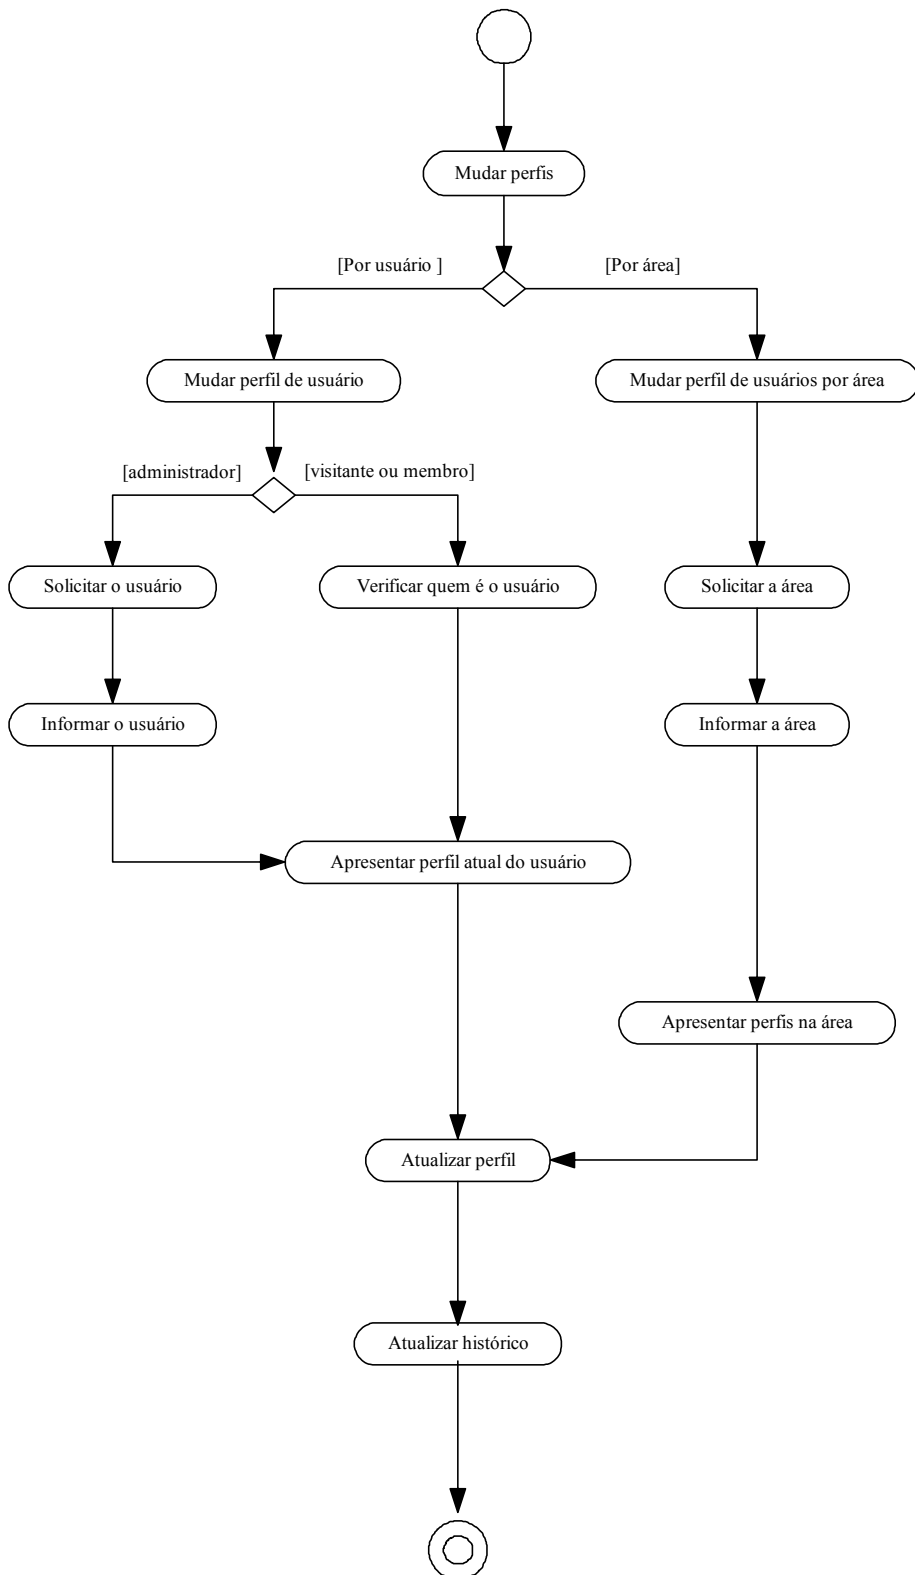 Mudar perfis
[Por usuário ]
[Por área]
Mudar perfil de usuário
Mudar perfil de usuários por área
[administrador]
[visitante ou membro]
Solicitar o usuário
Verificar quem é o usuário
Solicitar a área
Informar o usuário
Informar a área
Apresentar perfil atual do usuário
Apresentar perfis na área
Atualizar perfil
Atualizar histórico